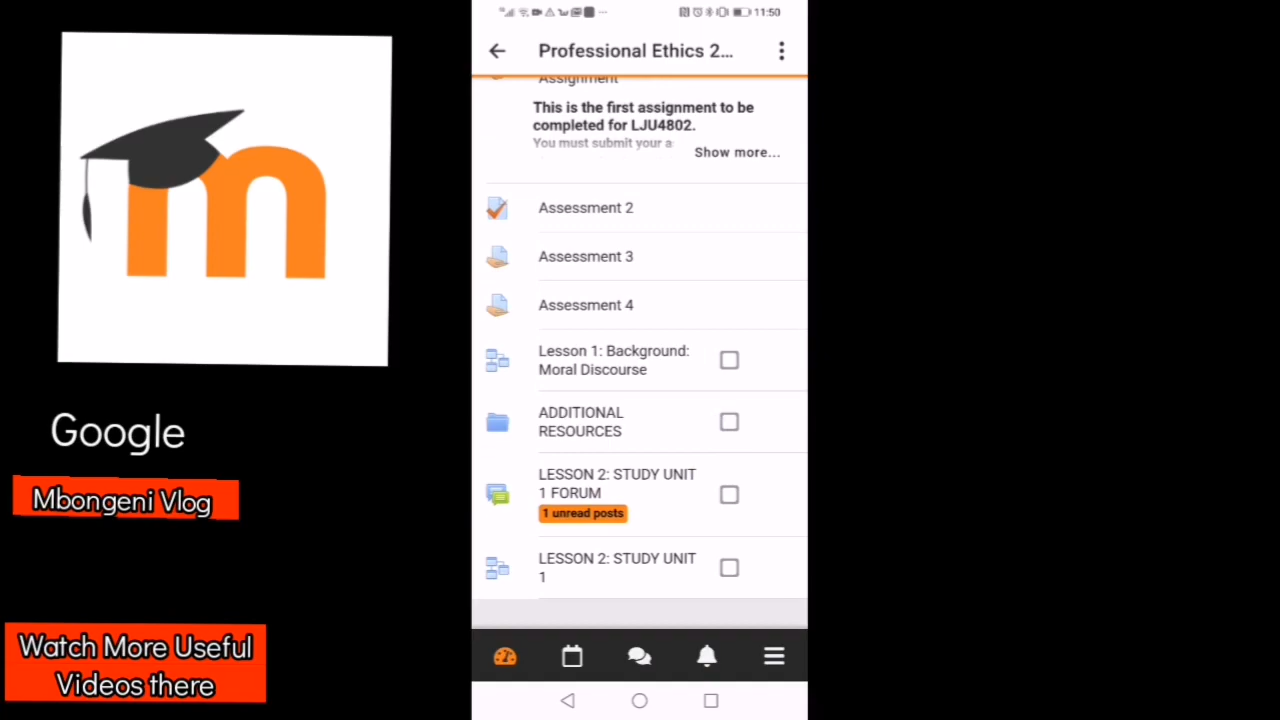 11:50
Professional Ethics 2...
Assignment
This is the first assignment to be
completed for LJU4802.
You must submit your a
Show more...
Assessment 2
Assessment 3
Assessment 4
Lesson 1: Background:
Moral Discourse
ADDITIONAL
RESOURCES
LESSON 2: STUDY UNIT
1 FORUM
1 unread posts
LESSON 2: STUDY UNIT
1
m
Google
Mbongeni Vlog
Watch More Useful
Videos there